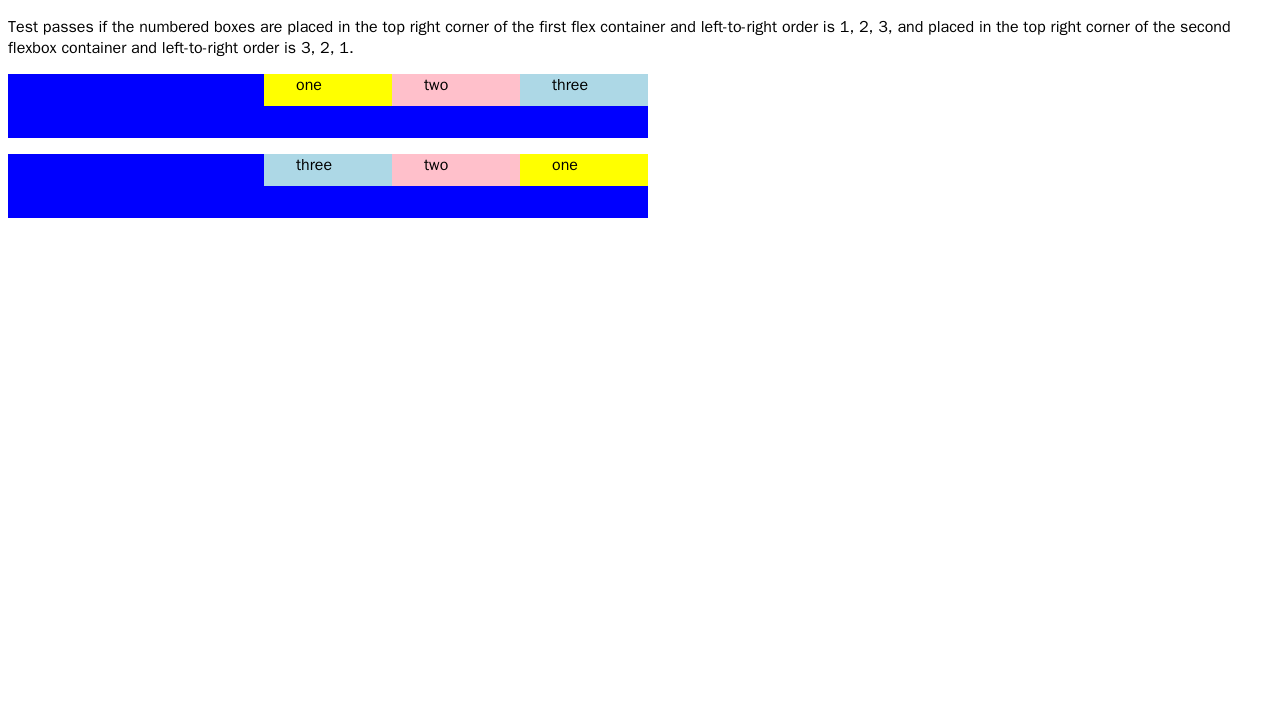 Test passes if the numbered boxes are placed in the top right corner of the first flex container and left-to-right order is 1, 2, 3, and placed in the top right corner of the second
flexbox container and left-to-right order is 3, 2, 1.
one two three
three two one